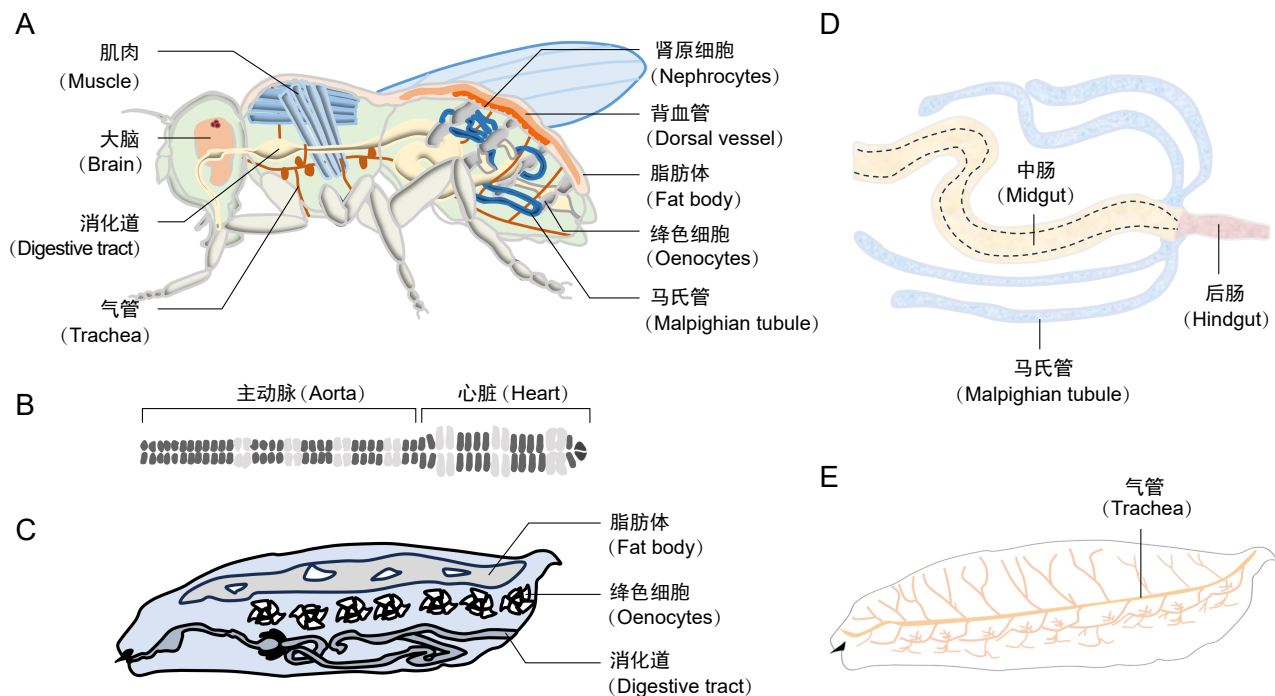 A
肌肉
(Muscle)
大脑
(Brain)
消化道
(Digestive tract)
气管
(Trachea)
肾原细胞
(Nephrocytes)
背血管
(Dorsal vessel)
脂肪体
(Fat body)
绛色细胞
(Oenocytes)
马氏管
(Malpighian tubule)
B
主动脉 (Aorta)
心脏 (Heart)
C
脂肪体
(Fat body)
绛色细胞
(Oenocytes)
消化道
(Digestive tract)
D
中肠
(Midgut)
后肠
(Hindgut)
马氏管
(Malpighian tubule)
E
气管
(Trachea)